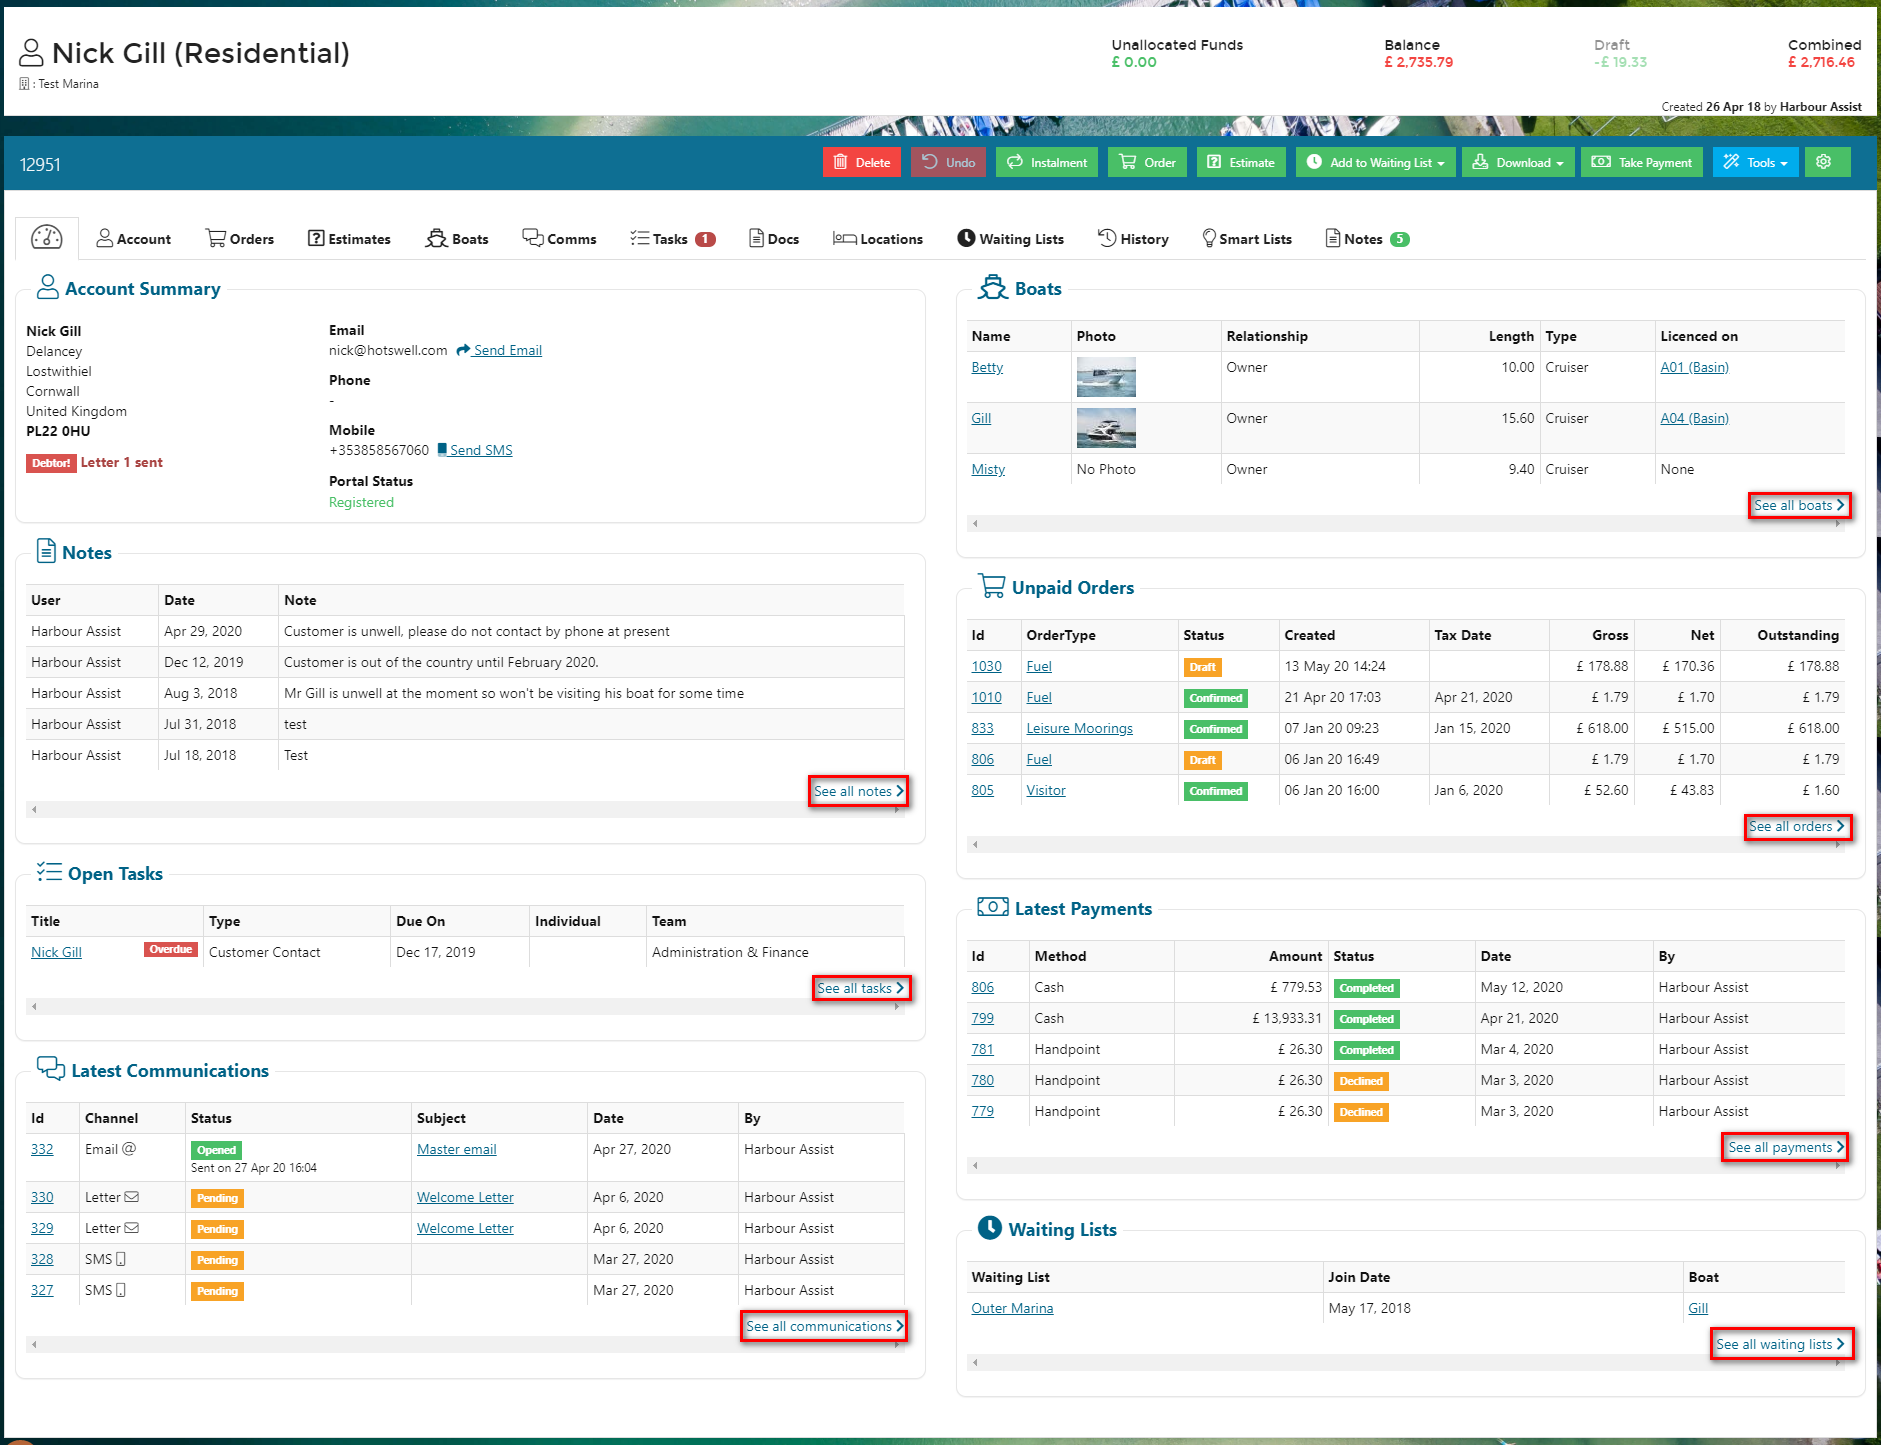 Nick Gill (Residential)
: Test Marina
Unallocated Funds
£ 0.00
Balance
£ 2,735.79
Draft
-£ 19.33
Combined
£ 2,716.46
Created 26 Apr 18 by Harbour Assist
12951
Delete
Undo
Instalment
Order
Estimate
Add to Waiting List
Download
Take Payment
Tools
Account
Orders
Estimates
Boats
Comms
Tasks 1
Docs
Locations
Waiting Lists
History
Smart Lists
Notes 5
Account Summary
Nick Gill
Delancey
Lostwithiel
Cornwall
United Kingdom
PL22 0HU
Debtor! Letter 1 sent
Email
nick@hotswell.com Send Email
Phone
-
Mobile
+353858567060 Send SMS
Portal Status
Registered
Notes
User Date Note
Harbour Assist Apr 29, 2020 Customer is unwell, please do not contact by phone at present
Harbour Assist Dec 12, 2019 Customer is out of the country until February 2020.
Harbour Assist Aug 3, 2018 Mr Gill is unwell at the moment so won't be visiting his boat for some time
Harbour Assist Jul 31, 2018 test
Harbour Assist Jul 18, 2018 Test
See all notes
Open Tasks
Title Type Due On Individual Team
Nick Gill Overdue Customer Contact Dec 17, 2019 Administration & Finance
See all tasks
Latest Communications
Id Channel Status Subject Date By
332 Email @ Opened Master email Apr 27, 2020 Harbour Assist
Sent on 27 Apr 20 16:04
330 Letter Pending Welcome Letter Apr 6, 2020 Harbour Assist
329 Letter Pending Welcome Letter Apr 6, 2020 Harbour Assist
328 SMS Pending Mar 27, 2020 Harbour Assist
327 SMS Pending Mar 27, 2020 Harbour Assist
See all communications
Boats
Name Photo Relationship Length Type Licenced on
Betty Owner 10.00 Cruiser A01 (Basin)
Gill Owner 15.60 Cruiser A04 (Basin)
Misty No Photo Owner 9.40 Cruiser None
See all boats
Unpaid Orders
Id OrderType Status Created Tax Date Gross Net Outstanding
1030 Fuel Draft 13 May 20 14:24 £ 178.88 £ 170.36 £ 178.88
1010 Fuel Confirmed 21 Apr 20 17:03 Apr 21, 2020 £ 1.79 £ 1.70 £ 1.79
833 Leisure Moorings Confirmed 07 Jan 20 09:23 Jan 15, 2020 £ 618.00 £ 515.00 £ 618.00
806 Fuel Draft 06 Jan 20 16:49 £ 1.79 £ 1.70 £ 1.79
805 Visitor Confirmed 06 Jan 20 16:00 Jan 6, 2020 £ 52.60 £ 43.83 £ 1.60
See all orders
Latest Payments
Id Method Amount Status Date By
806 Cash £ 779.53 Completed May 12, 2020 Harbour Assist
799 Cash £ 13,933.31 Completed Apr 21, 2020 Harbour Assist
781 Handpoint £ 26.30 Completed Mar 4, 2020 Harbour Assist
780 Handpoint £ 26.30 Declined Mar 3, 2020 Harbour Assist
779 Handpoint £ 26.30 Declined Mar 3, 2020 Harbour Assist
See all payments
Waiting Lists
Waiting List Join Date Boat
Outer Marina May 17, 2018 Gill
See all waiting lists